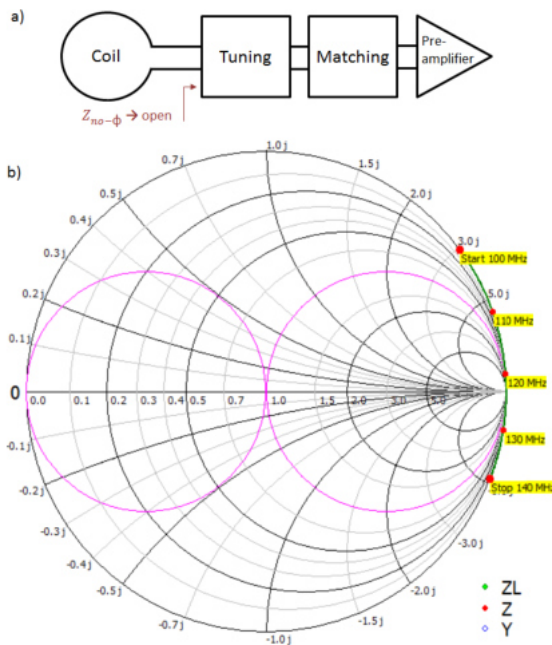 a)
Coil
Tuning
Matching
Pre-
amplifier
Z_no-ϕ → open
b)
1.0 j
0.7 j
1.5 j
0.5 j
2.0 j
0.4 j
3.0 j
Start 100 MHz
0.3 j
5.0 j
0.2 j
110 MHz
0.1 j
120 MHz
0
0.0 0.1 0.2 0.3 0.4 0.5 0.7 1.0 1.5 2.0 3.0 5.0
-0.1 j
130 MHz
-0.2 j
Stop 140 MHz
-0.3 j
-3.0 j
-0.4 j
-0.5 j
-2.0 j
-0.7 j
-1.5 j
-1.0 j
ZL
Z
Y